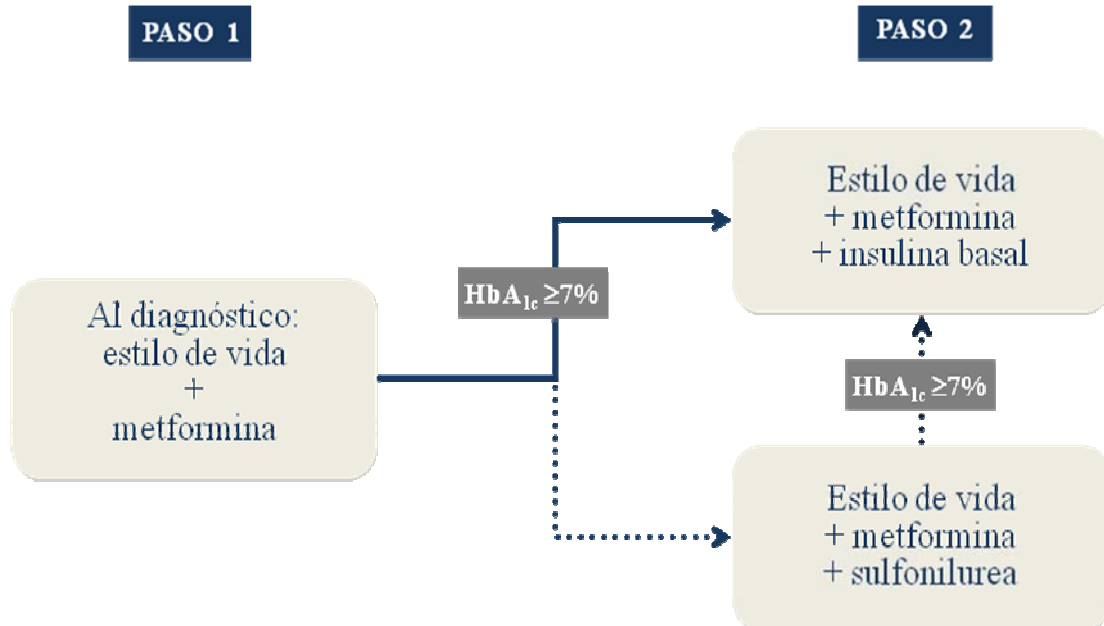 PASO 1
PASO 2
Al diagnóstico:
estilo de vida
+
metformina
HbA1c ≥7%
Estilo de vida
+ metformina
+ insulina basal
HbA1c ≥7%
Estilo de vida
+ metformina
+ sulfonilurea